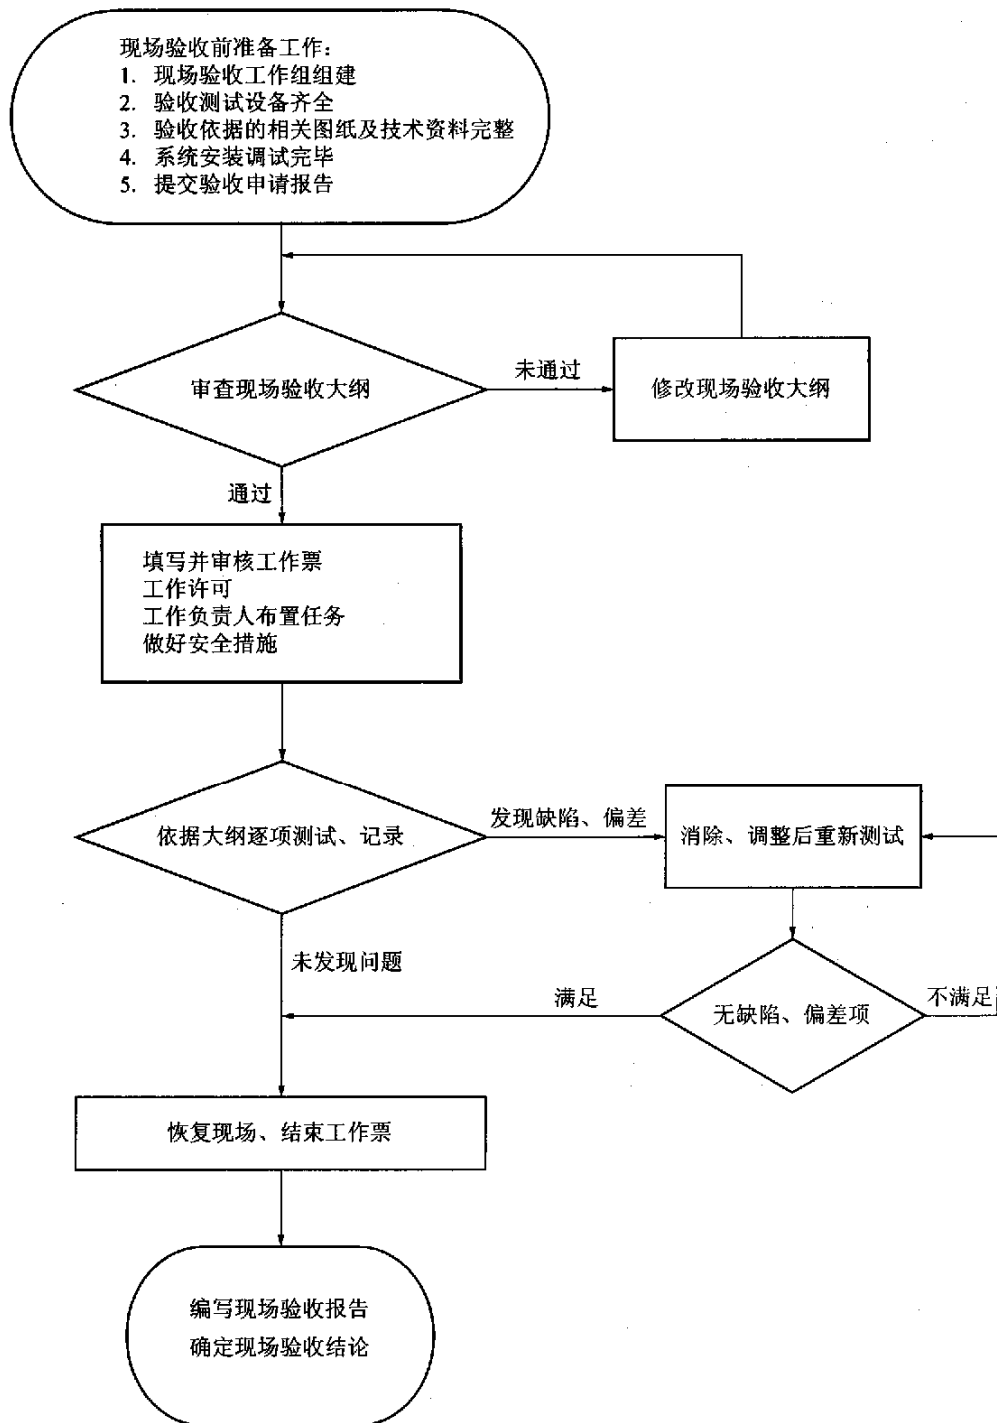 现场验收前准备工作：
1. 现场验收工作组组建
2. 验收测试设备齐全
3. 验收依据的相关图纸及技术资料完整
4. 系统安装调试完毕
5. 提交验收申请报告
审查现场验收大纲
未通过
修改现场验收大纲
通过
填写并审核工作票
工作许可
工作负责人布置任务
做好安全措施
依据大纲逐项测试、记录
发现缺陷、偏差
消除、调整后重新测试
未发现问题
满足
无缺陷、偏差项
不满足
恢复现场、结束工作票
编写现场验收报告
确定现场验收结论